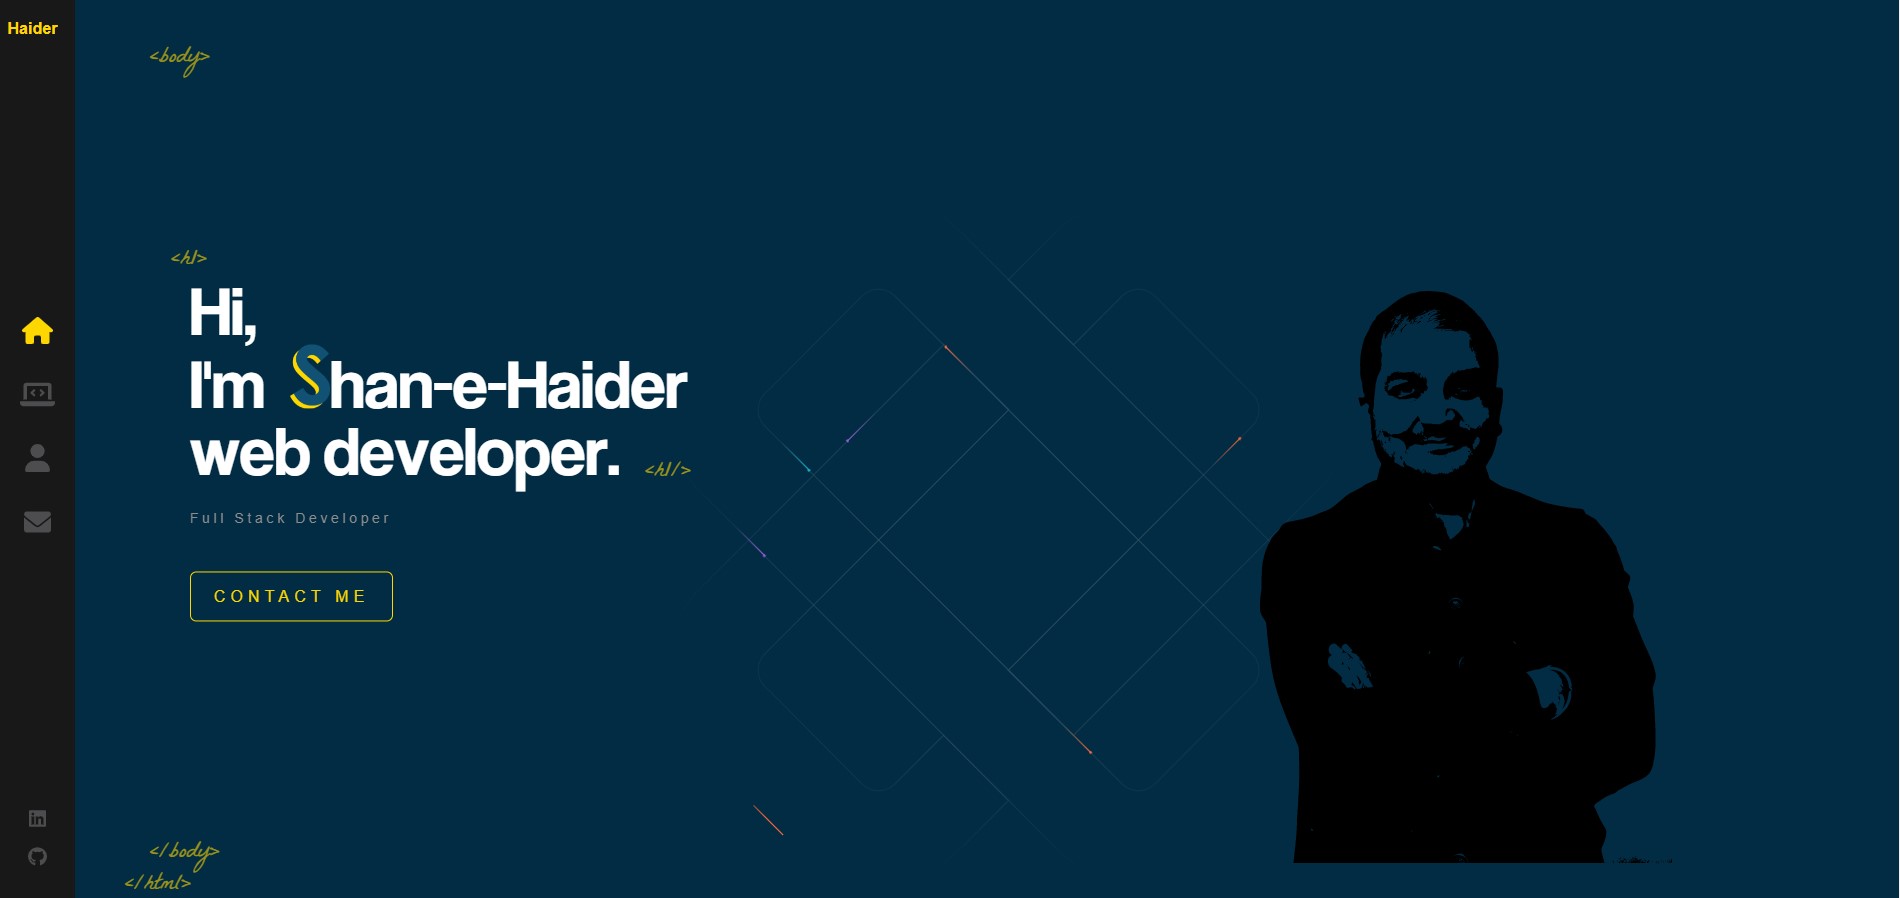 Haider
<body>
<h1>
Hi,
I'm Shan-e-Haider
web developer.
<h1/>
Full Stack Developer
CONTACT ME
</body>
</html>